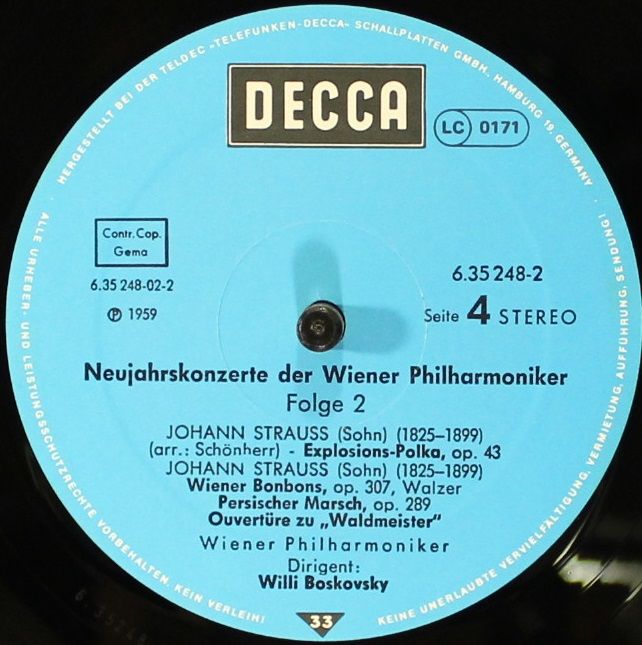 HERGESTELLT BEI DER TELDEC „TELEFUNKEN-DECCA“ SCHALLPLATTEN GMBH, HAMBURG 19, GERMANY
DECCA
LC 0171
Contr. Cop.
Gema
6.35 248-02-2
Ⓟ 1959
6.35 248-2
Seite 4 STEREO
Neujahrskonzerte der Wiener Philharmoniker
Folge 2
JOHANN STRAUSS (Sohn) (1825–1899)
(arr.: Schönherr) - Explosions-Polka, op. 43
JOHANN STRAUSS (Sohn) (1825–1899)
Wiener Bonbons, op. 307, Walzer
Persischer Marsch, op. 289
Ouvertüre zu „Waldmeister“
Wiener Philharmoniker
Dirigent:
Willi Boskovsky
33
ALLE URHEBER- UND LEISTUNGSSCHUTZRECHTE VORBEHALTEN. KEIN VERLEIH!
KEINE UNERLAUBTE VERVIELFÄLTIGUNG, VERMIETUNG, AUFFÜHRUNG, SENDUNG!